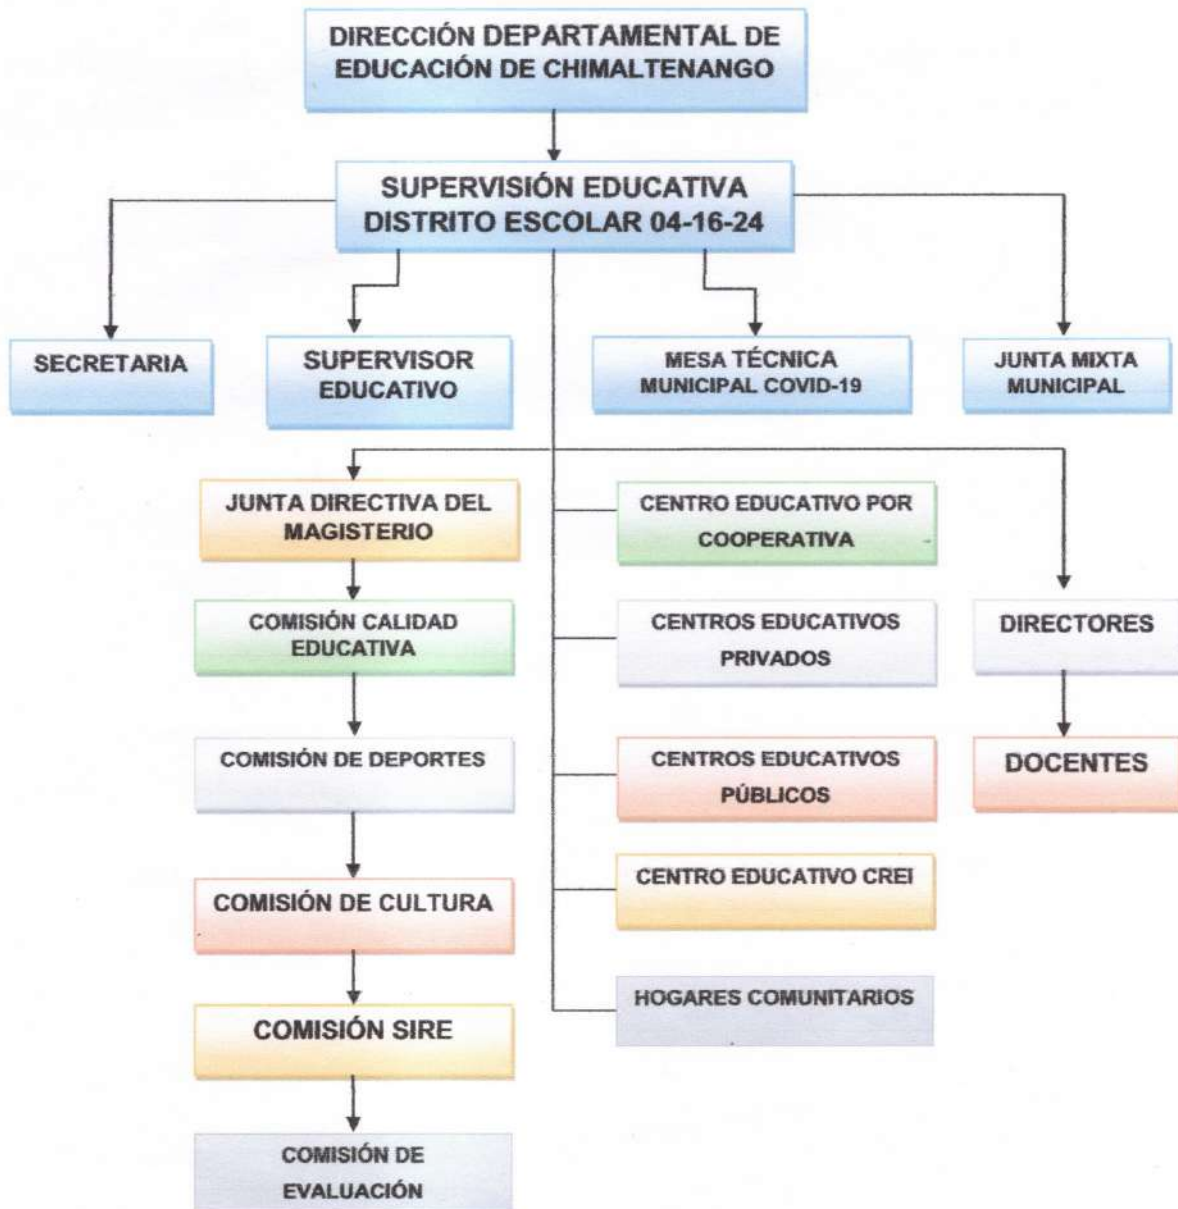 DIRECCIÓN DEPARTAMENTAL DE
EDUCACIÓN DE CHIMALTENANGO
SUPERVISIÓN EDUCATIVA
DISTRITO ESCOLAR 04-16-24
SECRETARIA
SUPERVISOR
EDUCATIVO
MESA TÉCNICA
MUNICIPAL COVID-19
JUNTA MIXTA
MUNICIPAL
JUNTA DIRECTIVA DEL
MAGISTERIO
CENTRO EDUCATIVO POR
COOPERATIVA
COMISIÓN CALIDAD
EDUCATIVA
CENTROS EDUCATIVOS
PRIVADOS
DIRECTORES
COMISIÓN DE DEPORTES
CENTROS EDUCATIVOS
PÚBLICOS
DOCENTES
COMISIÓN DE CULTURA
CENTRO EDUCATIVO CREI
COMISIÓN SIRE
HOGARES COMUNITARIOS
COMISIÓN DE
EVALUACIÓN